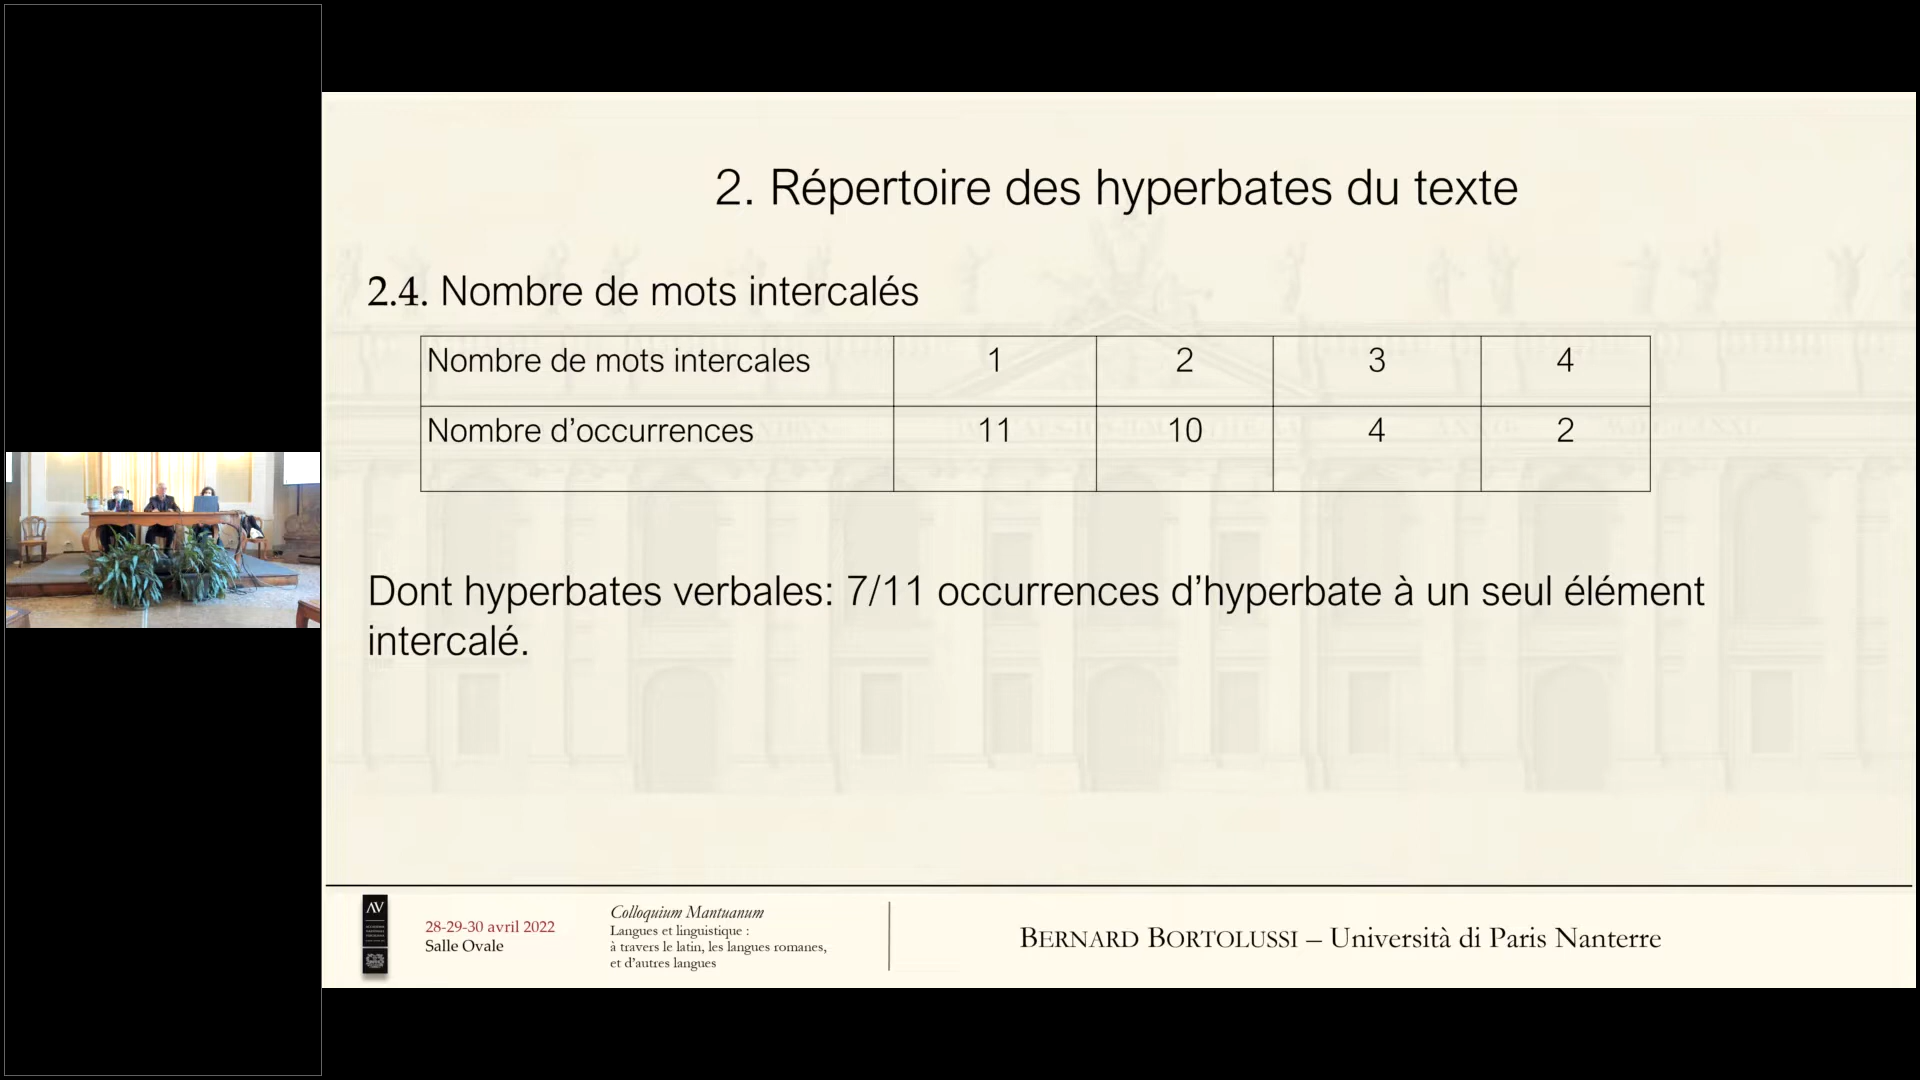 2. Répertoire des hyperbates du texte
2.4. Nombre de mots intercalés
Nombre de mots intercales 1 2 3 4
Nombre d’occurrences 11 10 4 2
Dont hyperbates verbales: 7/11 occurrences d’hyperbate à un seul élément
intercalé.
AV
28-29-30 avril 2022
Salle Ovale
Colloquium Mantuanum
Langues et linguistique :
à travers le latin, les langues romanes,
et d’autres langues
BERNARD BORTOLUSSI – Università di Paris Nanterre